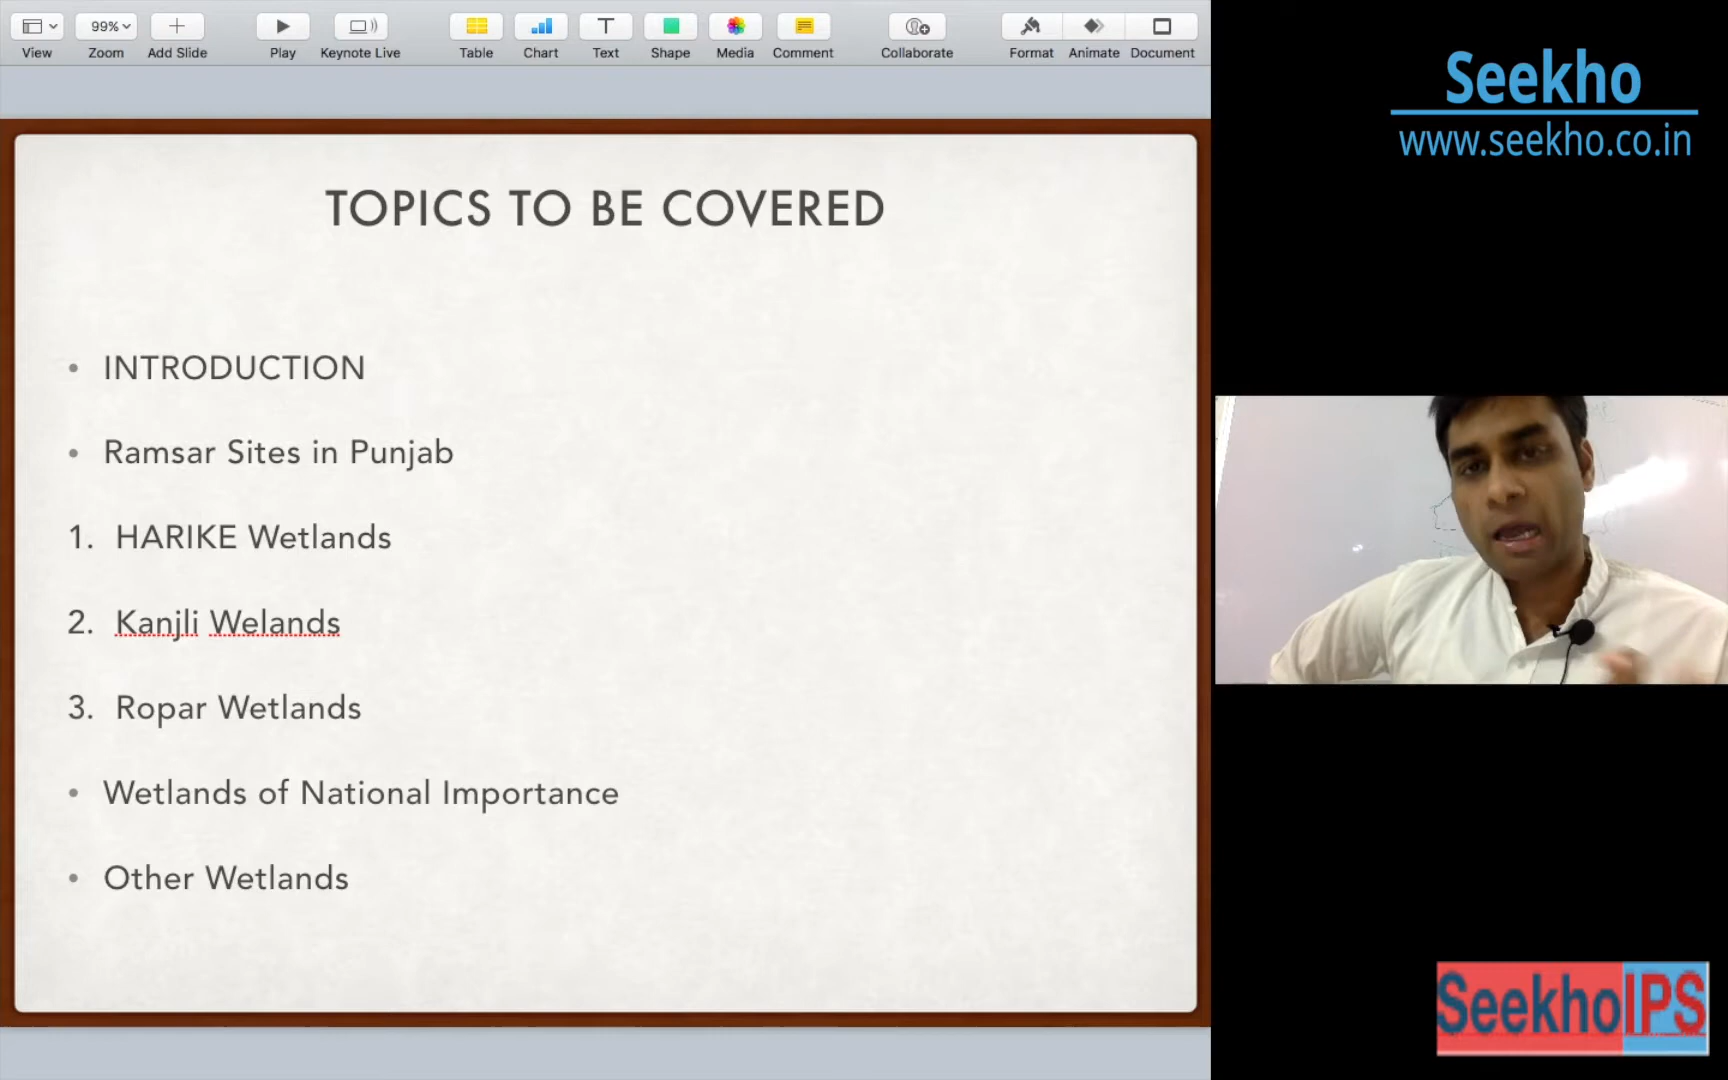 99%
View
Zoom
Add Slide
Play
Keynote Live
Table
Chart
Text
Shape
Media
Comment
Collaborate
Format
Animate
Document
TOPICS TO BE COVERED
• INTRODUCTION
• Ramsar Sites in Punjab
1. HARIKE Wetlands
2. Kanjli Welands
3. Ropar Wetlands
• Wetlands of National Importance
• Other Wetlands
Seekho
www.seekho.co.in
SeekhoIPS